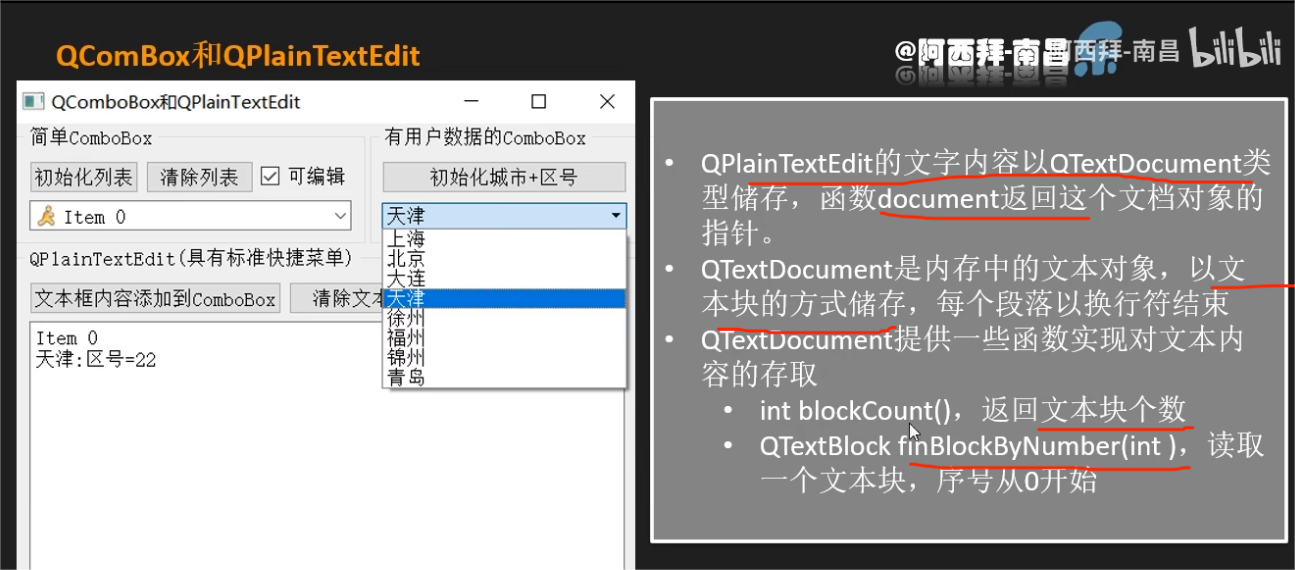 QComBox和QPlainTextEdit
@阿西拜-南昌
阿西拜-南昌 bilibili
QComboBox和QPlainTextEdit
简单ComboBox
初始化列表 清除列表 可编辑
Item 0
有用户数据的ComboBox
初始化城市+区号
天津
上海
北京
大连
天津
徐州
福州
锦州
青岛
QPlainTextEdit(具有标准快捷菜单)
文本框内容添加到ComboBox 清除文本
Item 0
天津:区号=22
• QPlainTextEdit的文字内容以QTextDocument类
型储存，函数document返回这个文档对象的
指针。
• QTextDocument是内存中的文本对象，以文
本块的方式储存，每个段落以换行符结束
• QTextDocument提供一些函数实现对文本内
容的存取
• int blockCount()，返回文本块个数
• QTextBlock finBlockByNumber(int )，读取
一个文本块，序号从0开始